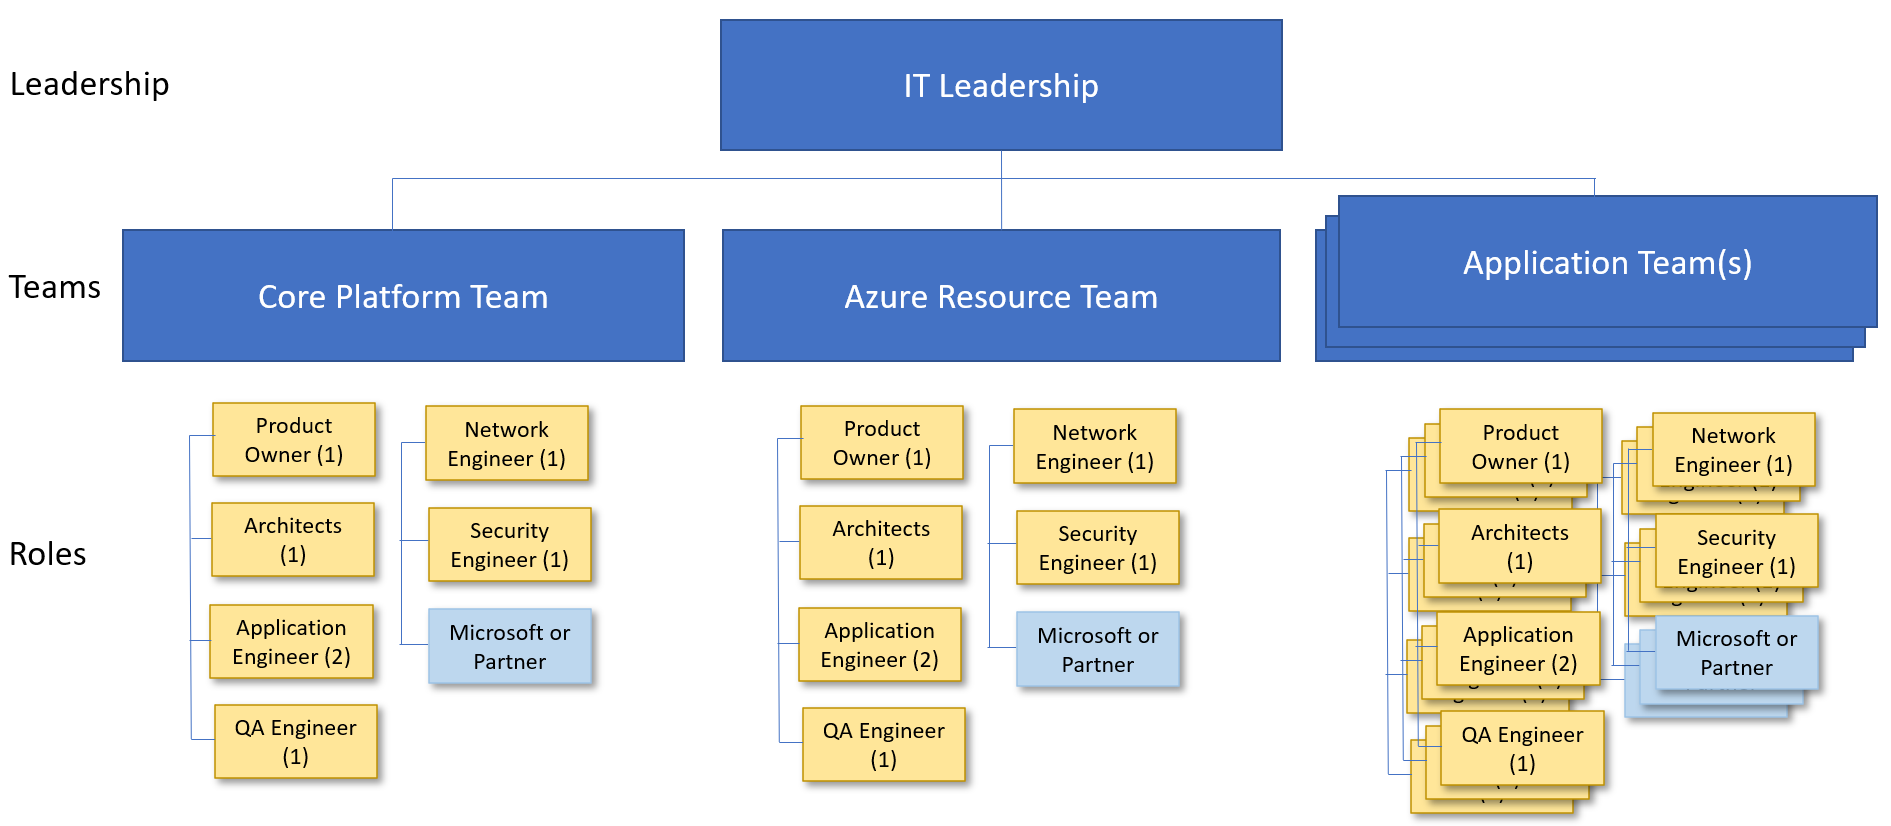 Leadership
IT Leadership
Teams
Core Platform Team
Azure Resource Team
Application Team(s)
Roles
Product
Owner (1)
Architects
(1)
Application
Engineer (2)
QA Engineer
(1)
Network
Engineer (1)
Security
Engineer (1)
Microsoft or
Partner
Product
Owner (1)
Architects
(1)
Application
Engineer (2)
QA Engineer
(1)
Network
Engineer (1)
Security
Engineer (1)
Microsoft or
Partner
Product
Owner (1)
Architects
(1)
Application
Engineer (2)
QA Engineer
(1)
Network
Engineer (1)
Security
Engineer (1)
Microsoft or
Partner